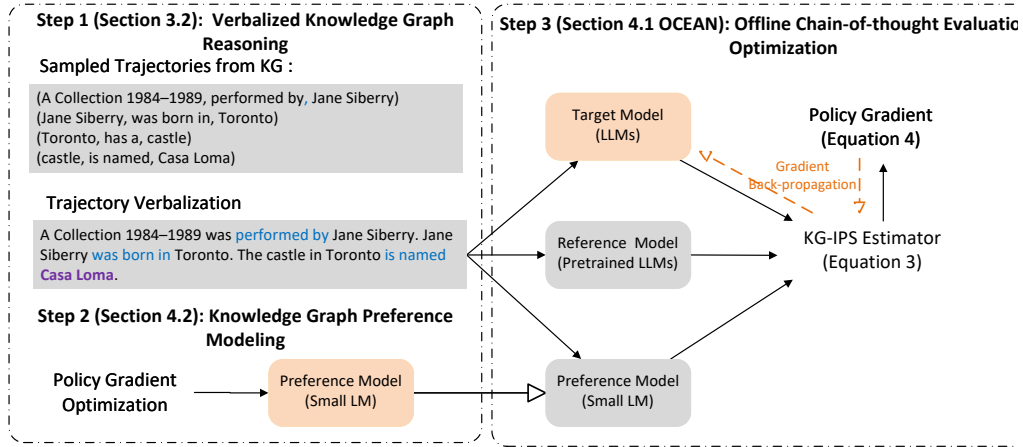 Step 1 (Section 3.2): Verbalized Knowledge Graph
Reasoning
Sampled Trajectories from KG :
(A Collection 1984–1989, performed by, Jane Siberry)
(Jane Siberry, was born in, Toronto)
(Toronto, has a, castle)
(castle, is named, Casa Loma)
Trajectory Verbalization
A Collection 1984–1989 was performed by Jane Siberry. Jane
Siberry was born in Toronto. The castle in Toronto is named
Casa Loma.
Step 2 (Section 4.2): Knowledge Graph Preference
Modeling
Policy Gradient
Optimization
Preference Model
(Small LM)
Step 3 (Section 4.1 OCEAN): Offline Chain-of-thought Evaluatio
Optimization
Target Model
(LLMs)
Policy Gradient
(Equation 4)
Gradient
Back-propagation
Reference Model
(Pretrained LLMs)
KG-IPS Estimator
(Equation 3)
Preference Model
(Small LM)